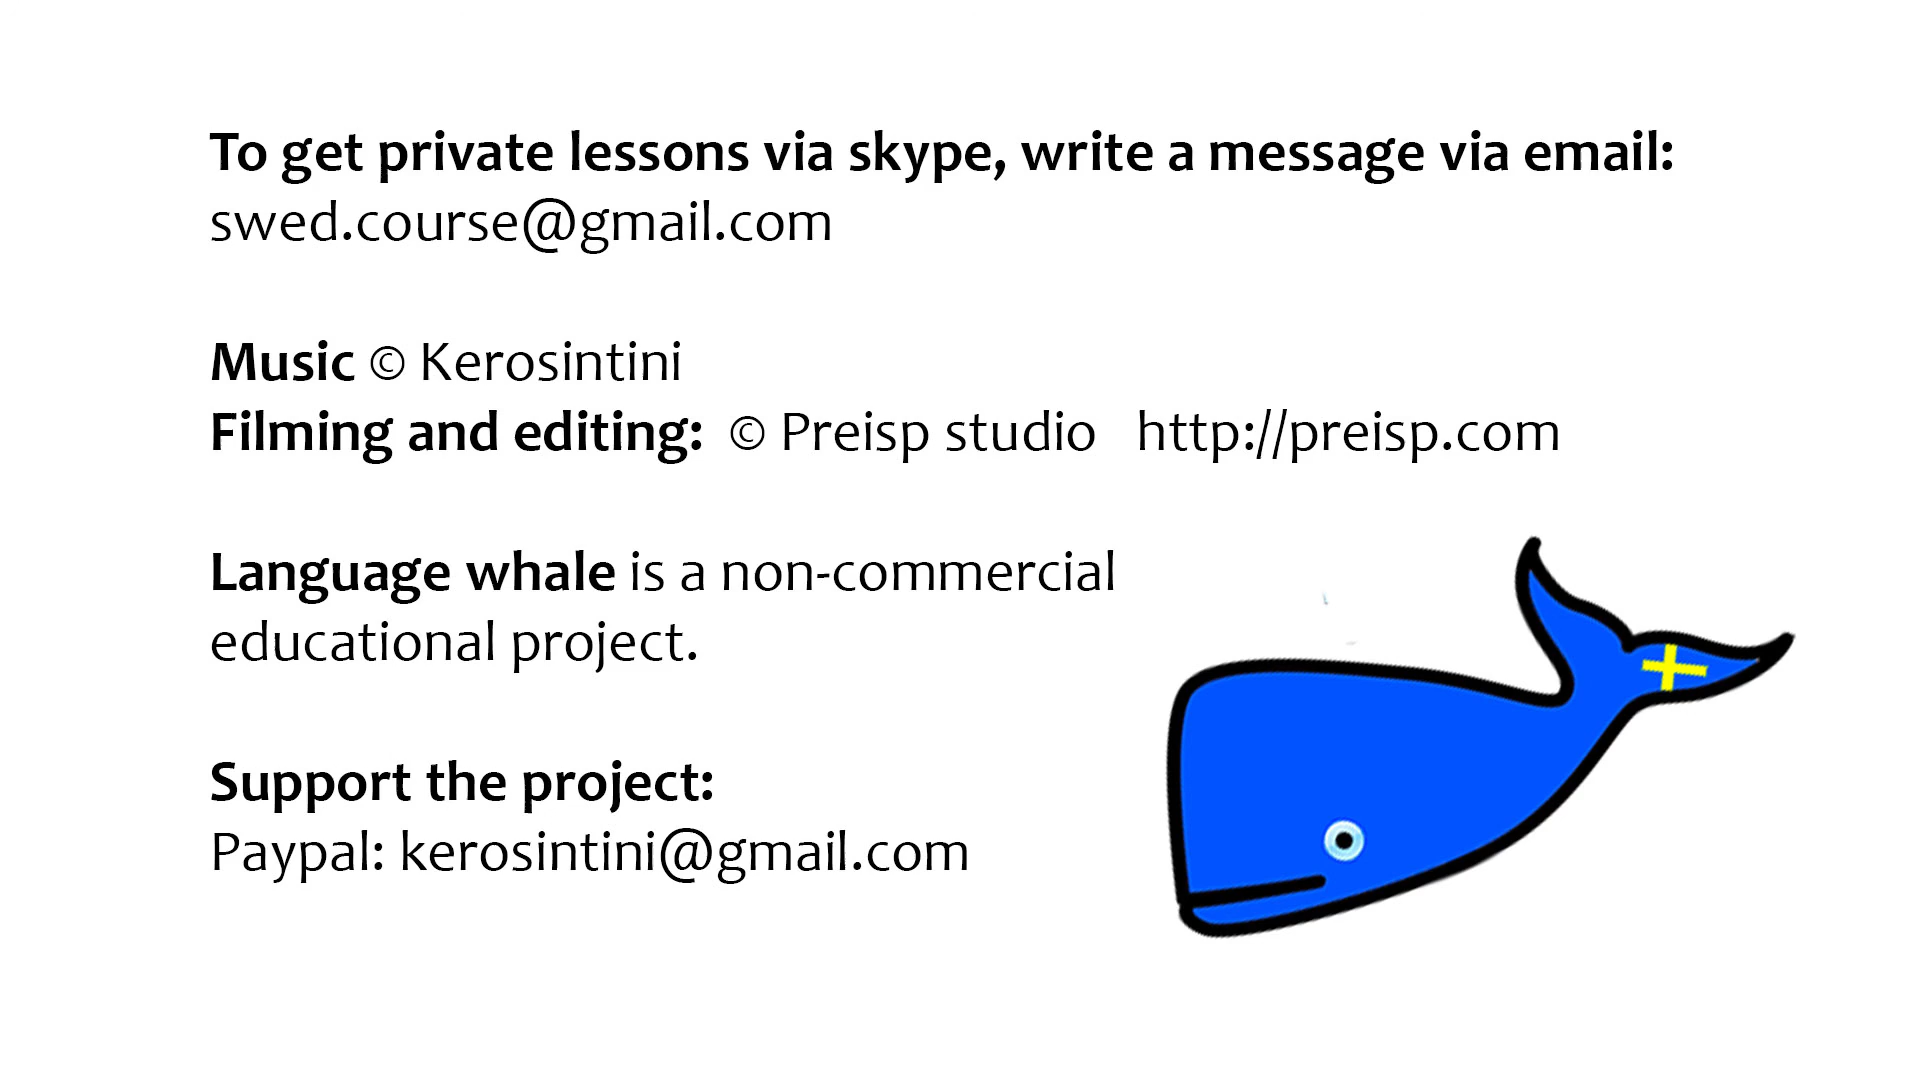 To get private lessons via skype, write a message via email:
swed.course@gmail.com
Music © Kerosintini
Filming and editing: © Preisp studio http://preisp.com
Language whale is a non-commercial
educational project.
Support the project:
Paypal: kerosintini@gmail.com